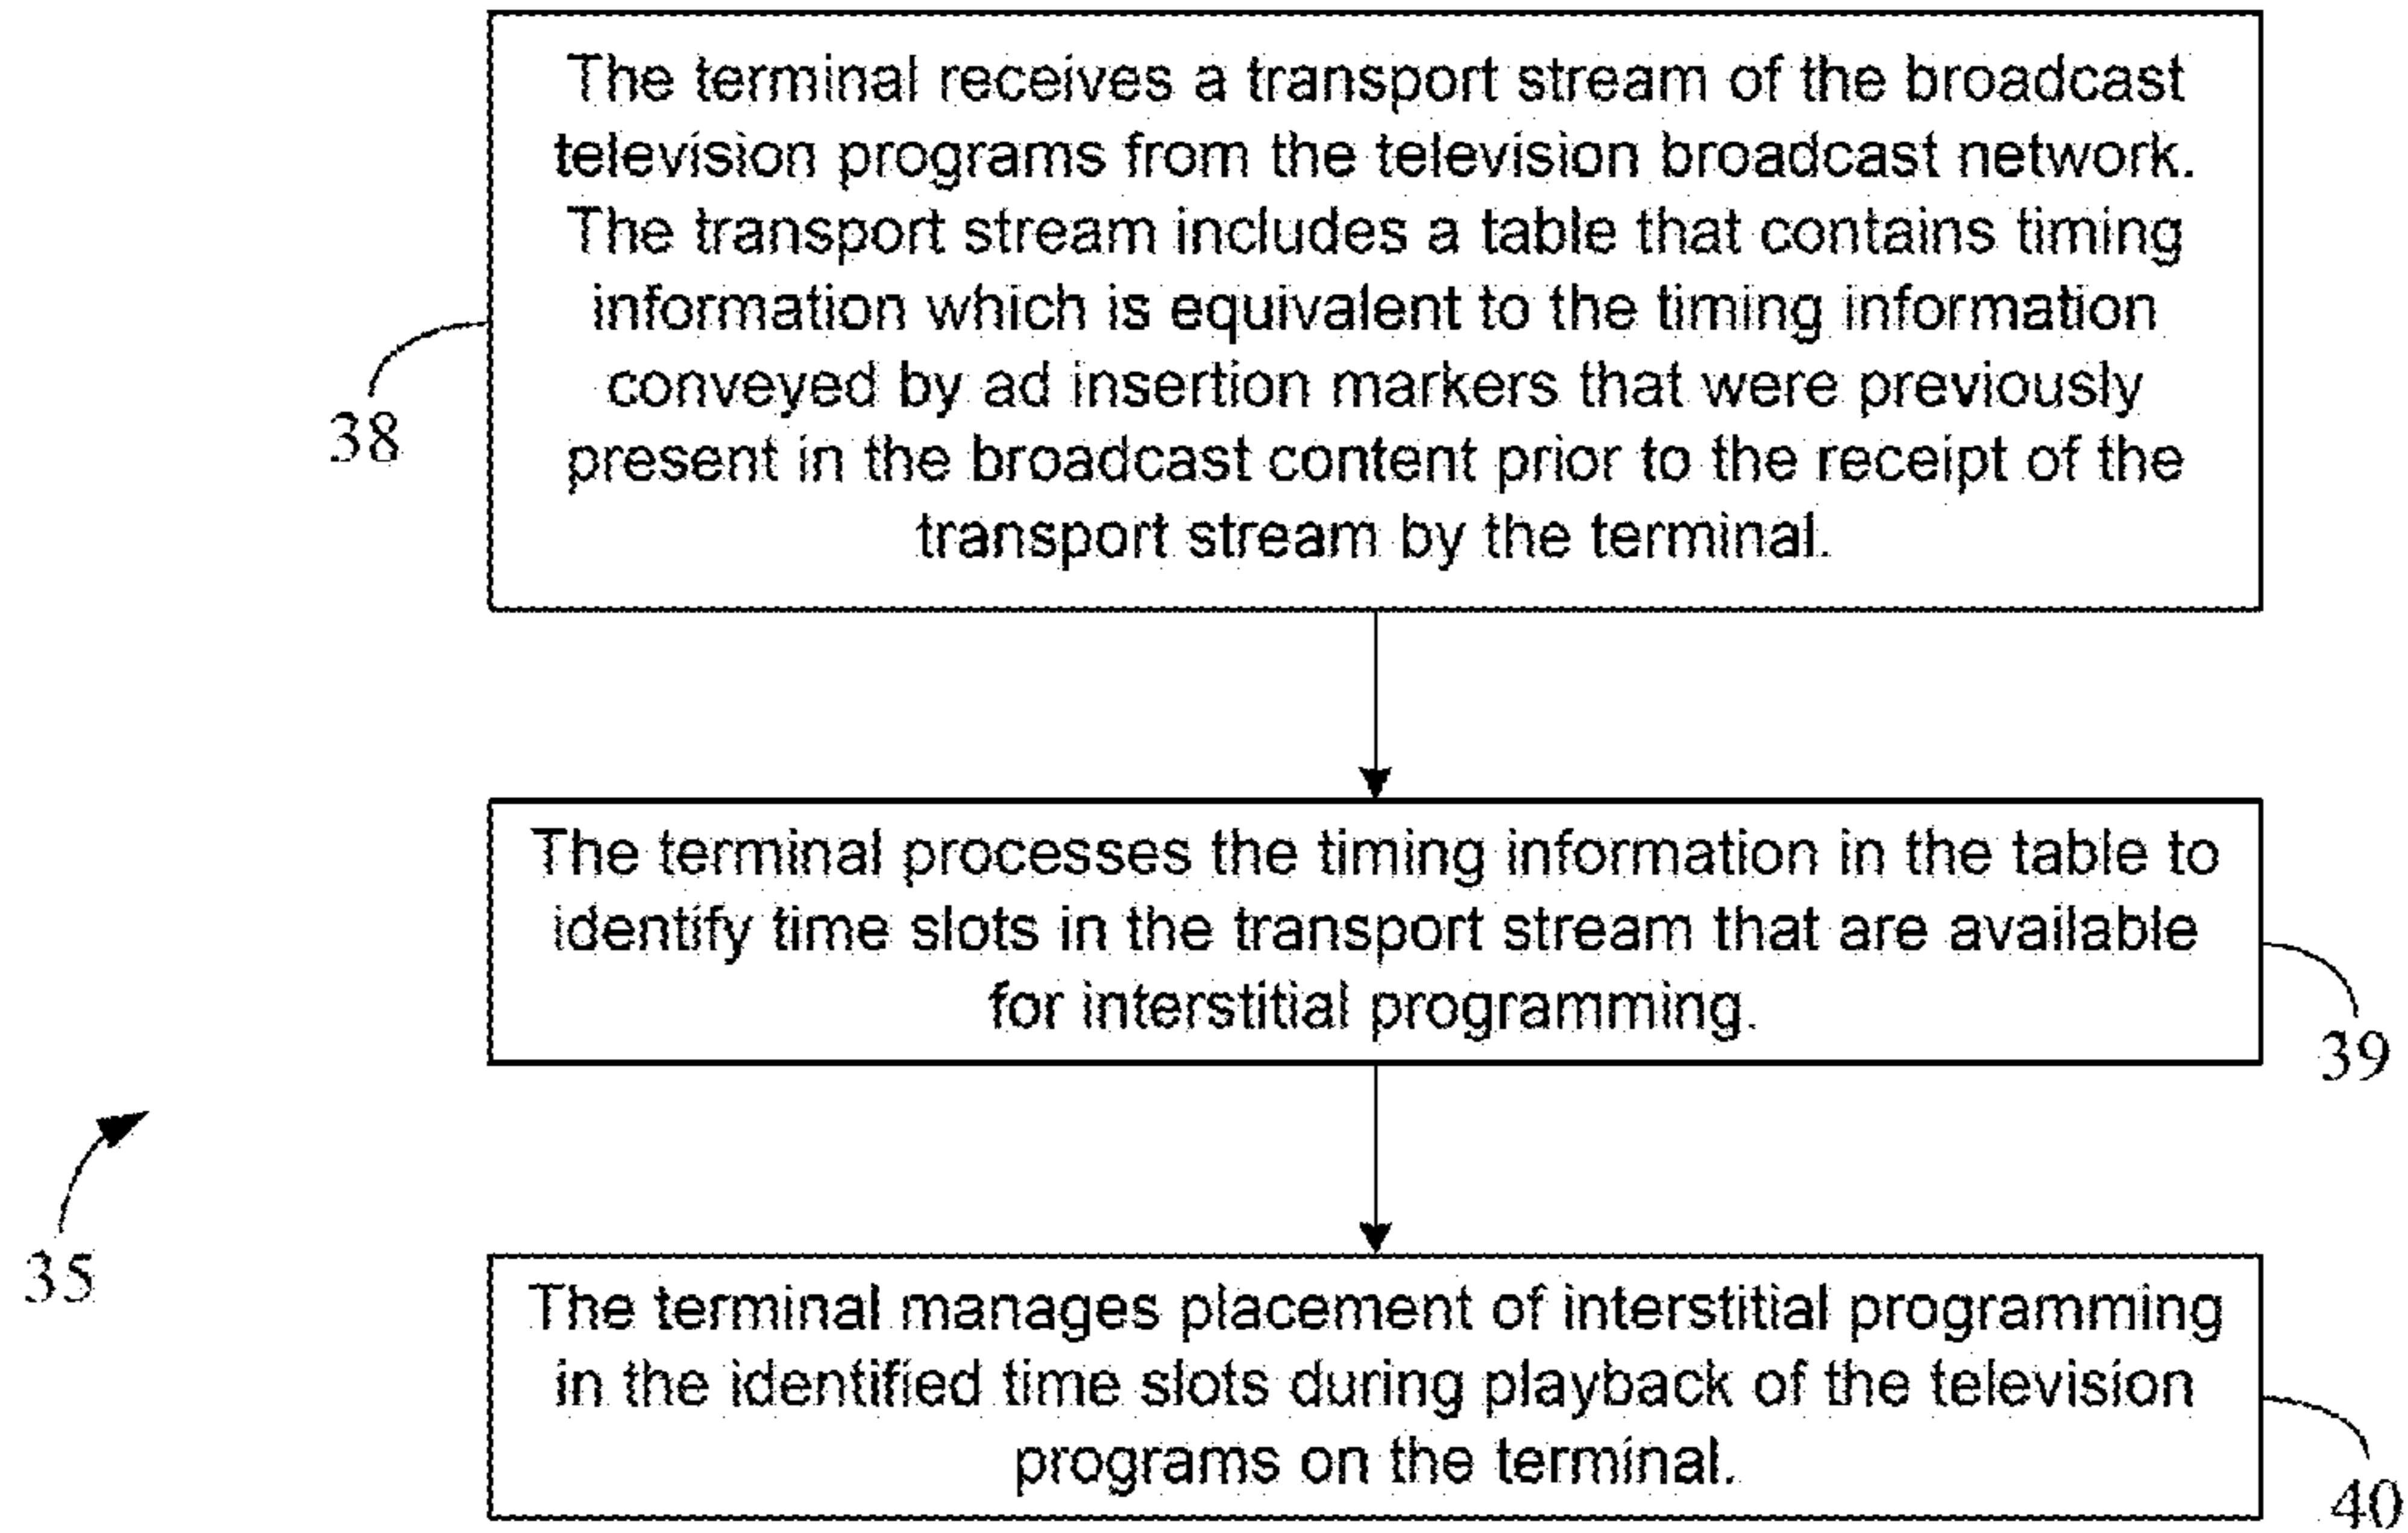 The terminal receives a transport stream of the broadcast
television programs from the television broadcast network.
The transport stream includes a table that contains timing
information which is equivalent to the timing information
conveyed by ad insertion markers that were previously
present in the broadcast content prior to the receipt of the
transport stream by the terminal.
38
The terminal processes the timing information in the table to
identify time slots in the transport stream that are available
for interstitial programming.
39
35
The terminal manages placement of interstitial programming
in the identified time slots during playback of the television
programs on the terminal.
40